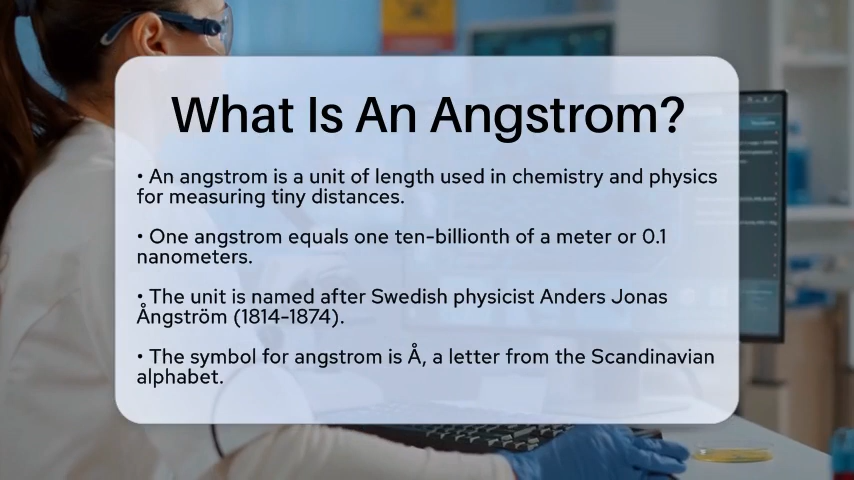 What Is An Angstrom?
• An angstrom is a unit of length used in chemistry and physics
for measuring tiny distances.
• One angstrom equals one ten-billionth of a meter or 0.1
nanometers.
• The unit is named after Swedish physicist Anders Jonas
Ångström (1814-1874).
• The symbol for angstrom is Å, a letter from the Scandinavian
alphabet.